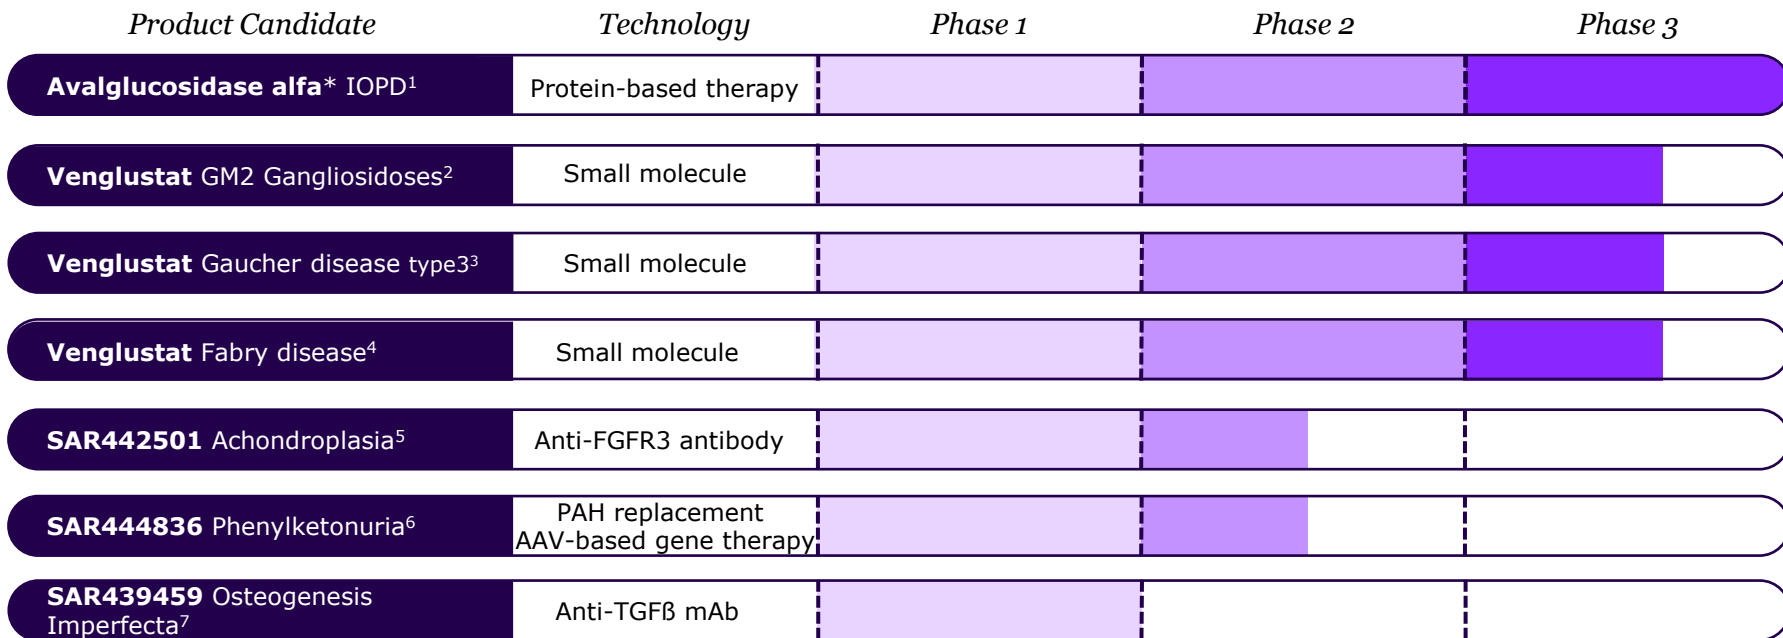 Product Candidate Technology Phase 1 Phase 2 Phase 3
Avalglucosidase alfa* IOPD¹ Protein-based therapy
Venglustat GM2 Gangliosidoses² Small molecule
Venglustat Gaucher disease type3³ Small molecule
Venglustat Fabry disease⁴ Small molecule
SAR442501 Achondroplasia⁵ Anti-FGFR3 antibody
SAR444836 Phenylketonuria⁶ PAH replacement
AAV-based gene therapy
SAR439459 Osteogenesis
Imperfecta⁷ Anti-TGFß mAb